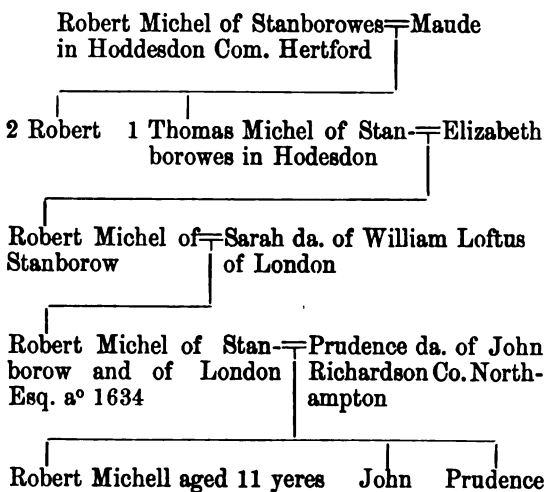 Robert Michel of Stanborowes=Maude
in Hoddesdon Com. Hertford
2 Robert 1 Thomas Michel of Stan-=Elizabeth
borowes in Hodesdon
Robert Michel of=Sarah da. of William Loftus
Stanborow of London
Robert Michel of Stan-=Prudence da. of John
borow and of London Richardson Co. North-
Esq. aº 1634 ampton
Robert Michell aged 11 yeres John Prudence